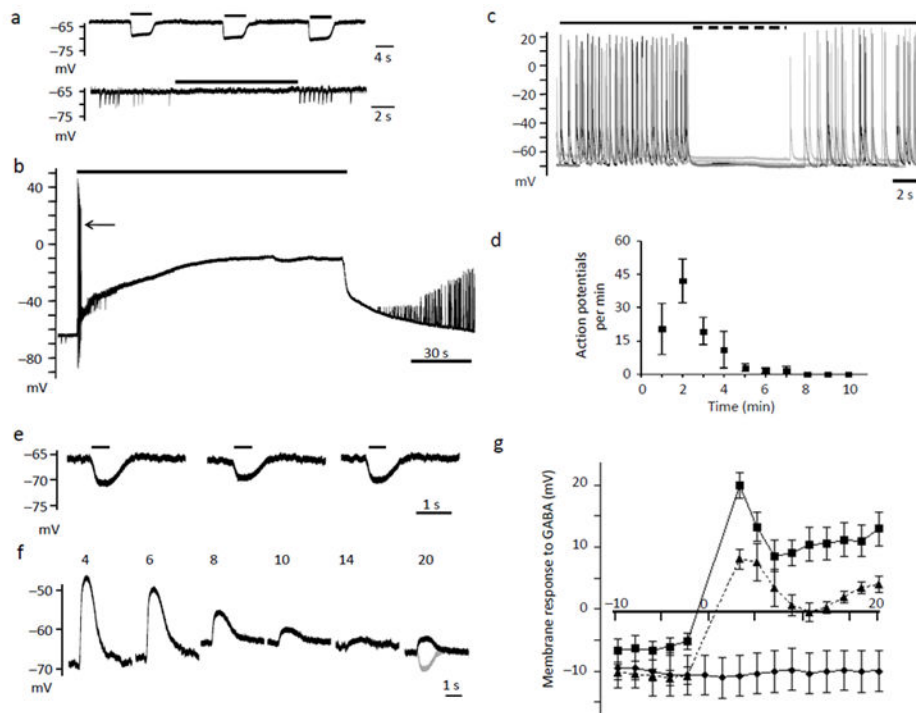 a
−65
−75
mV
4 s
−65
−75
mV
2 s
b
40
0
−40
−80
mV
30 s
c
20
0
−20
−40
−60
mV
2 s
d
Action potentials
per min
60
45
30
15
0
0 2 4 6 8 10
Time (min)
e
−65
−70
−75
mV
1 s
f
4 6 8 10 14 20
−50
−60
−70
mV
1 s
g
Membrane response to GABA (mV)
20
10
0
−10
−10 0 20